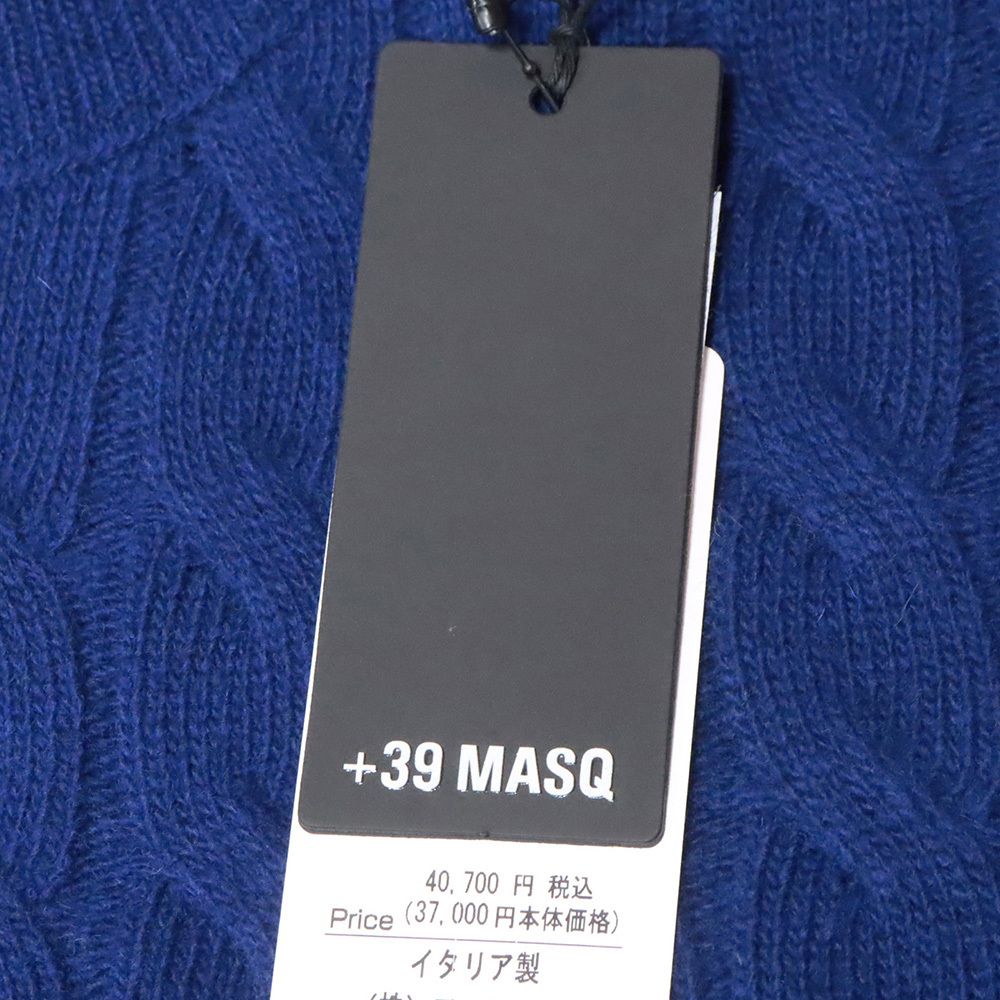 +39 MASQ
40,700 円 税込
Price (37,000円本体価格)
イタリア製
(株)